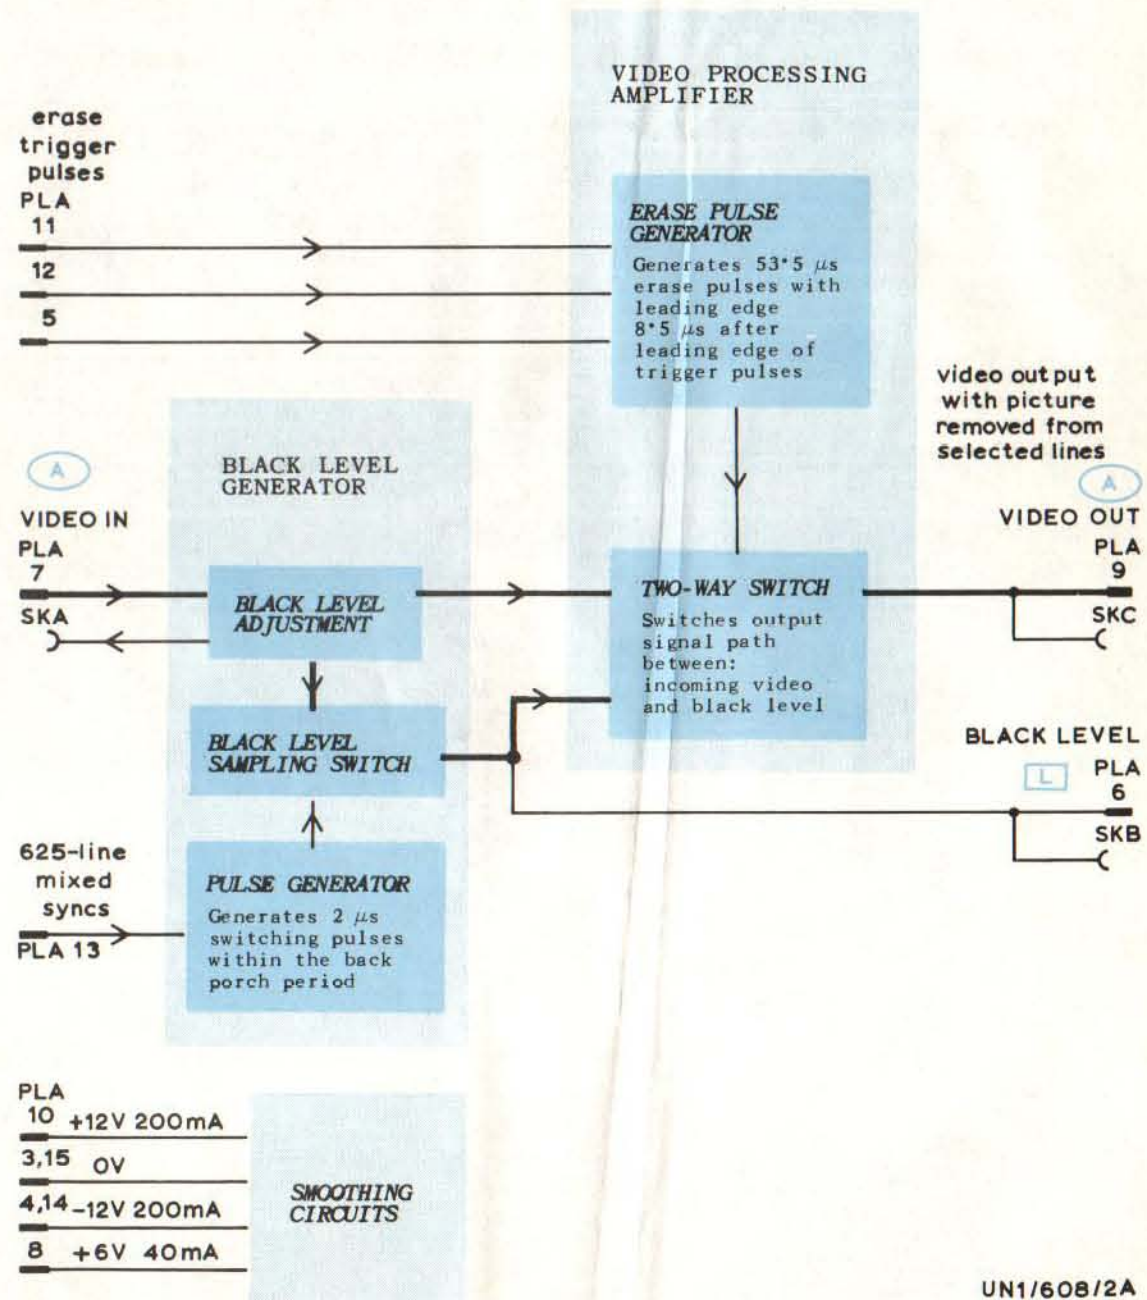 VIDEO PROCESSING
AMPLIFIER
erase
trigger
pulses
PLA
11
12
5
ERASE PULSE
GENERATOR
Generates 53·5 μs
erase pulses with
leading edge
8·5 μs after
leading edge of
trigger pulses
video output
with picture
removed from
selected lines
A
VIDEO OUT
PLA
9
SKC
A
VIDEO IN
PLA
7
SKA
BLACK LEVEL
GENERATOR
BLACK LEVEL
ADJUSTMENT
TWO-WAY SWITCH
Switches output
signal path
between:
incoming video
and black level
BLACK LEVEL
SAMPLING SWITCH
BLACK LEVEL
L
PLA
6
SKB
625-line
mixed
syncs
PLA 13
PULSE GENERATOR
Generates 2 μs
switching pulses
within the back
porch period
PLA
10 +12V 200mA
3,15 0V
4,14 -12V 200mA
8 +6V 40mA
SMOOTHING
CIRCUITS
UN1/608/2A